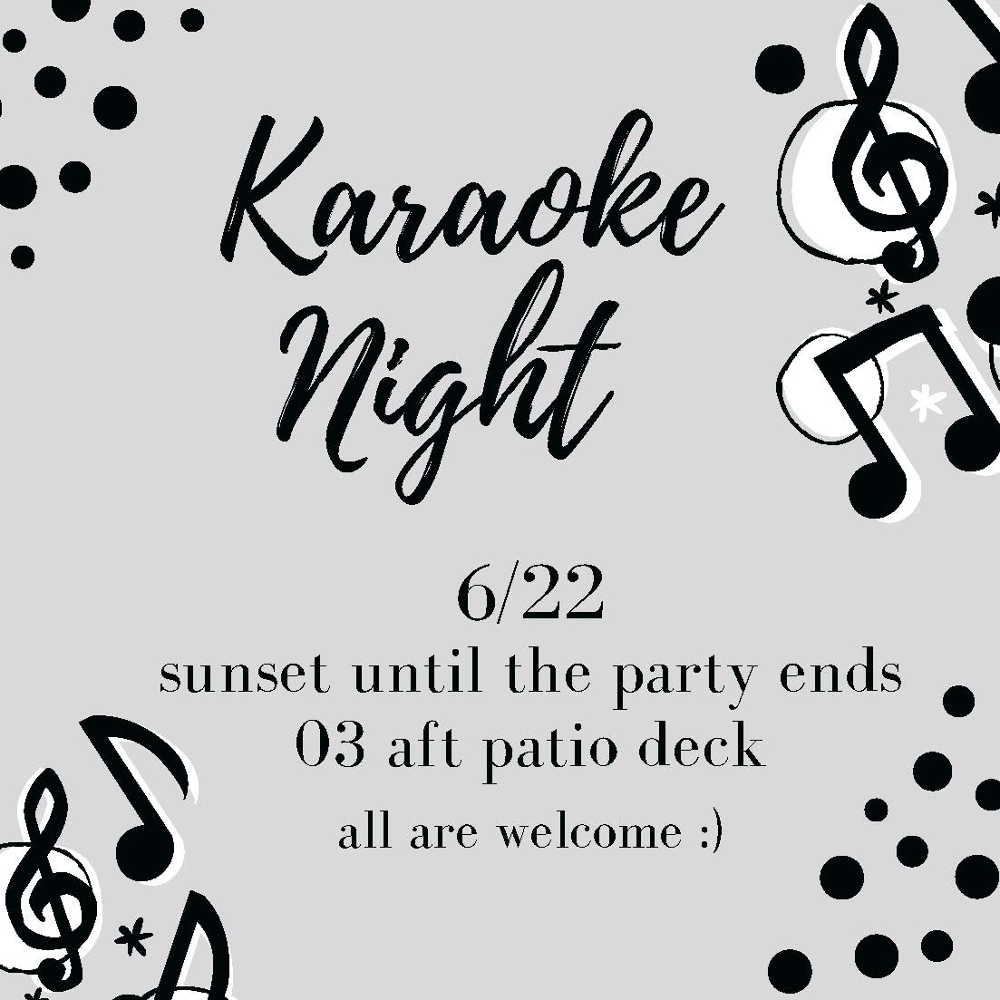 Karaoke
Night
6/22
sunset until the party ends
03 aft patio deck
all are welcome :)